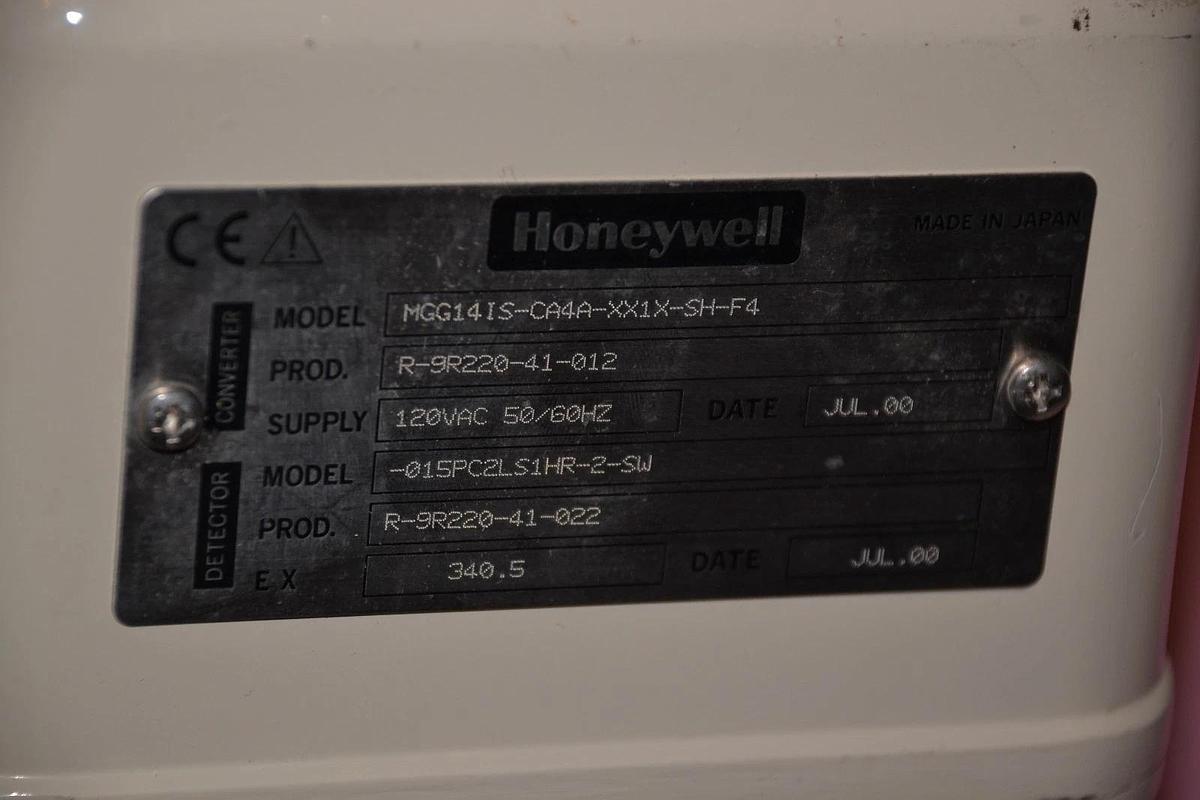 CE Honeywell MADE IN JAPAN
CONVERTER
MODEL MGG14IS-CA4A-XX1X-SH-F4
PROD. R-9R220-41-012
SUPPLY 120VAC 50/60HZ DATE JUL.00
DETECTOR
MODEL -015PC2LS1HR-2-SW
PROD. R-9R220-41-022
EX 340.5 DATE JUL.00